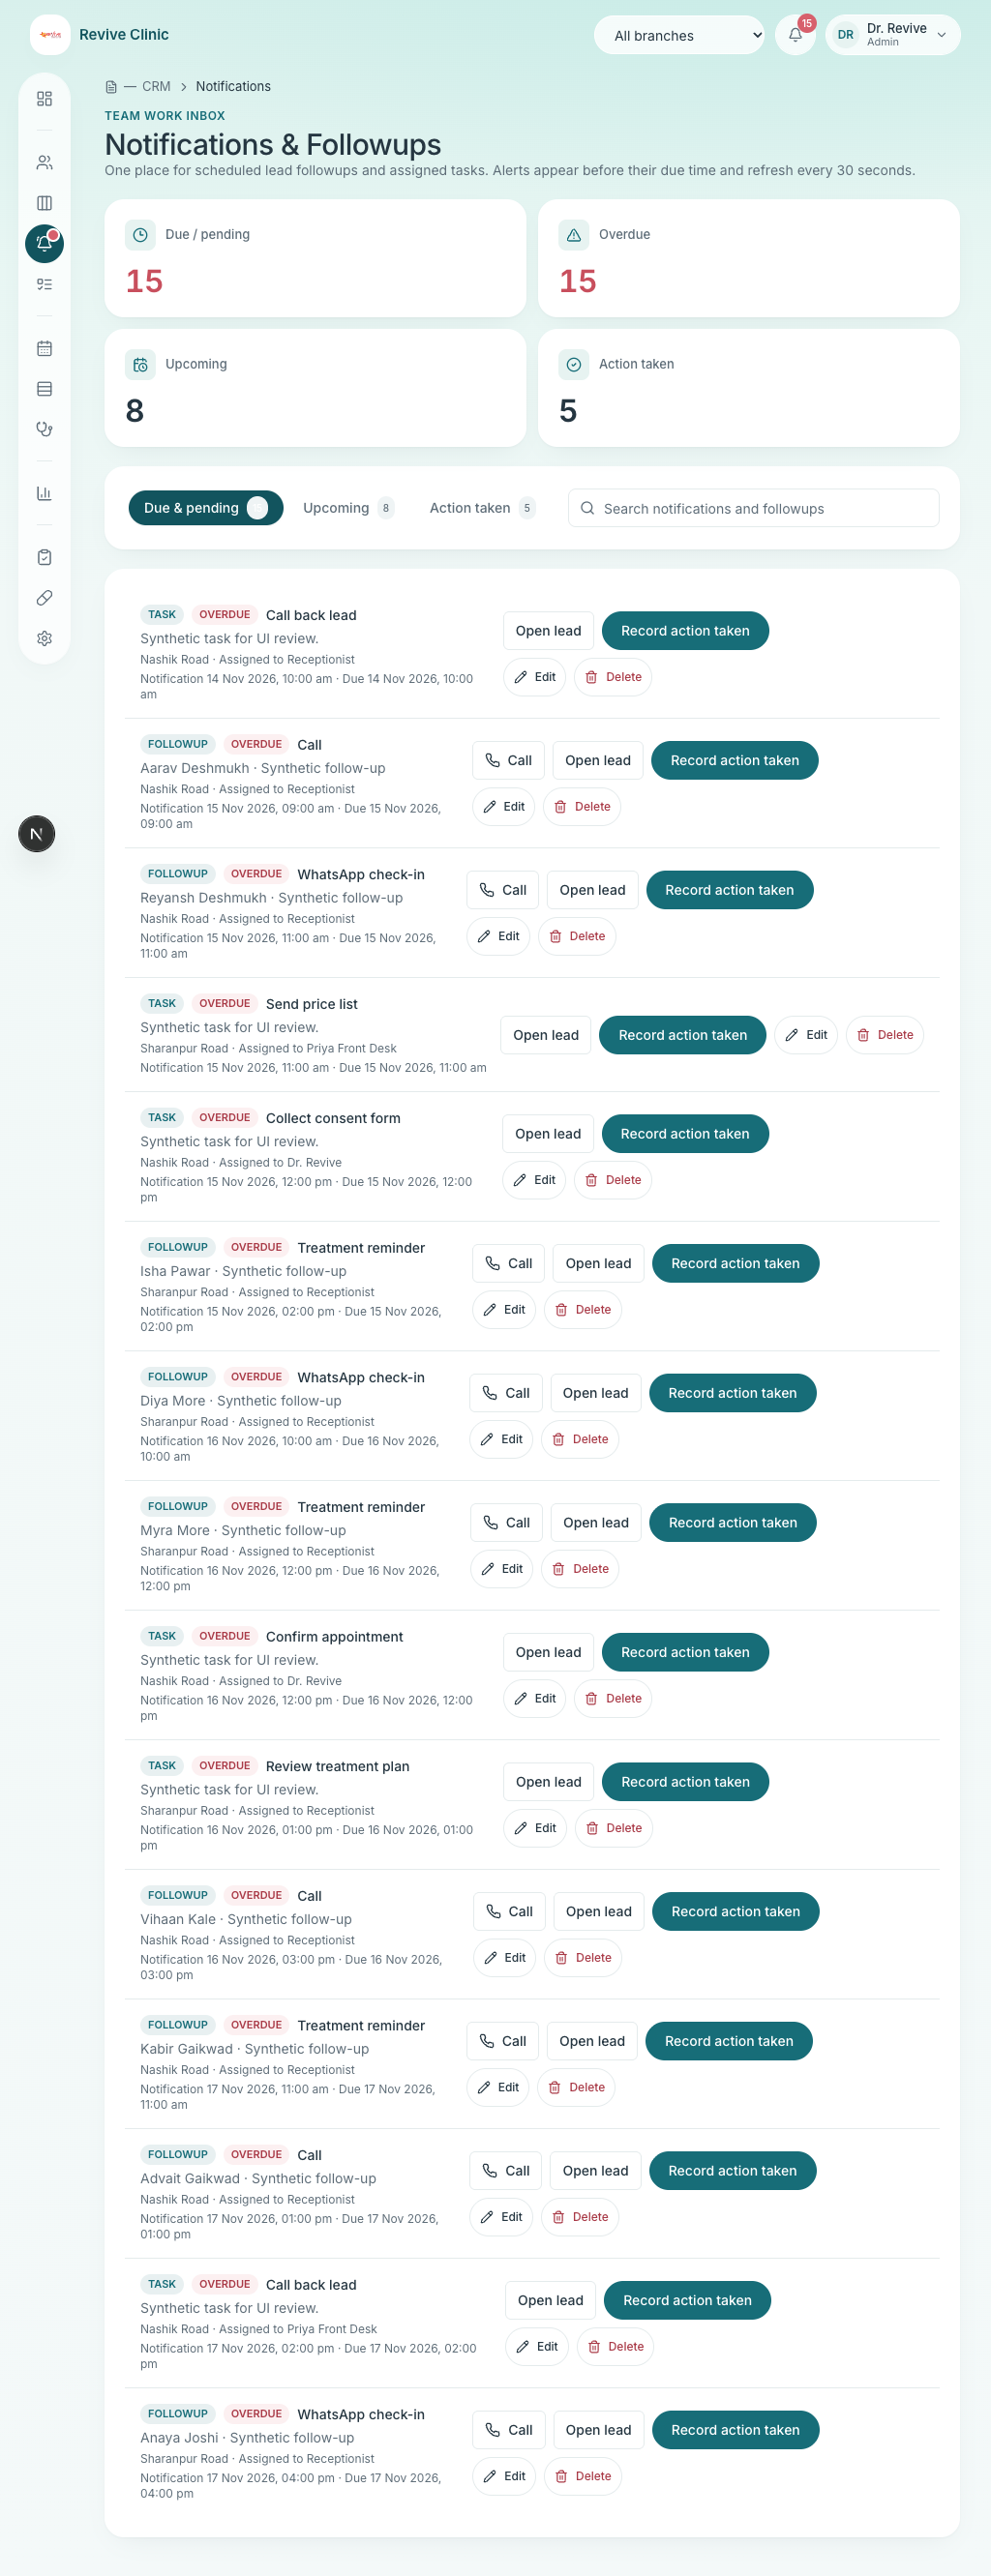 Revive Clinic
All branches
15
DR
Dr. Revive
Admin
— CRM > Notifications
TEAM WORK INBOX
Notifications & Followups
One place for scheduled lead followups and assigned tasks. Alerts appear before their due time and refresh every 30 seconds.
Due / pending
15
Overdue
15
Upcoming
8
Action taken
5
Due & pending
Upcoming 8
Action taken 5
Search notifications and followups
TASK OVERDUE Call back lead
Synthetic task for UI review.
Nashik Road · Assigned to Receptionist
Notification 14 Nov 2026, 10:00 am · Due 14 Nov 2026, 10:00
am
Open lead Record action taken
Edit Delete
FOLLOWUP OVERDUE Call
Aarav Deshmukh · Synthetic follow-up
Nashik Road · Assigned to Receptionist
Notification 15 Nov 2026, 09:00 am · Due 15 Nov 2026,
09:00 am
Call Open lead Record action taken
Edit Delete
FOLLOWUP OVERDUE WhatsApp check-in
Reyansh Deshmukh · Synthetic follow-up
Nashik Road · Assigned to Receptionist
Notification 15 Nov 2026, 11:00 am · Due 15 Nov 2026,
11:00 am
Call Open lead Record action taken
Edit Delete
TASK OVERDUE Send price list
Synthetic task for UI review.
Sharanpur Road · Assigned to Priya Front Desk
Notification 15 Nov 2026, 11:00 am · Due 15 Nov 2026, 11:00 am
Open lead Record action taken Edit Delete
TASK OVERDUE Collect consent form
Synthetic task for UI review.
Nashik Road · Assigned to Dr. Revive
Notification 15 Nov 2026, 12:00 pm · Due 15 Nov 2026, 12:00
pm
Open lead Record action taken
Edit Delete
FOLLOWUP OVERDUE Treatment reminder
Isha Pawar · Synthetic follow-up
Sharanpur Road · Assigned to Receptionist
Notification 15 Nov 2026, 02:00 pm · Due 15 Nov 2026,
02:00 pm
Call Open lead Record action taken
Edit Delete
FOLLOWUP OVERDUE WhatsApp check-in
Diya More · Synthetic follow-up
Sharanpur Road · Assigned to Receptionist
Notification 16 Nov 2026, 10:00 am · Due 16 Nov 2026,
10:00 am
Call Open lead Record action taken
Edit Delete
FOLLOWUP OVERDUE Treatment reminder
Myra More · Synthetic follow-up
Sharanpur Road · Assigned to Receptionist
Notification 16 Nov 2026, 12:00 pm · Due 16 Nov 2026,
12:00 pm
Call Open lead Record action taken
Edit Delete
TASK OVERDUE Confirm appointment
Synthetic task for UI review.
Nashik Road · Assigned to Dr. Revive
Notification 16 Nov 2026, 12:00 pm · Due 16 Nov 2026, 12:00
pm
Open lead Record action taken
Edit Delete
TASK OVERDUE Review treatment plan
Synthetic task for UI review.
Sharanpur Road · Assigned to Receptionist
Notification 16 Nov 2026, 01:00 pm · Due 16 Nov 2026, 01:00
pm
Open lead Record action taken
Edit Delete
FOLLOWUP OVERDUE Call
Vihaan Kale · Synthetic follow-up
Nashik Road · Assigned to Receptionist
Notification 16 Nov 2026, 03:00 pm · Due 16 Nov 2026,
03:00 pm
Call Open lead Record action taken
Edit Delete
FOLLOWUP OVERDUE Treatment reminder
Kabir Gaikwad · Synthetic follow-up
Nashik Road · Assigned to Receptionist
Notification 17 Nov 2026, 11:00 am · Due 17 Nov 2026,
11:00 am
Call Open lead Record action taken
Edit Delete
FOLLOWUP OVERDUE Call
Advait Gaikwad · Synthetic follow-up
Nashik Road · Assigned to Receptionist
Notification 17 Nov 2026, 01:00 pm · Due 17 Nov 2026,
01:00 pm
Call Open lead Record action taken
Edit Delete
TASK OVERDUE Call back lead
Synthetic task for UI review.
Nashik Road · Assigned to Priya Front Desk
Notification 17 Nov 2026, 02:00 pm · Due 17 Nov 2026, 02:00
pm
Open lead Record action taken
Edit Delete
FOLLOWUP OVERDUE WhatsApp check-in
Anaya Joshi · Synthetic follow-up
Sharanpur Road · Assigned to Receptionist
Notification 17 Nov 2026, 04:00 pm · Due 17 Nov 2026,
04:00 pm
Call Open lead Record action taken
Edit Delete